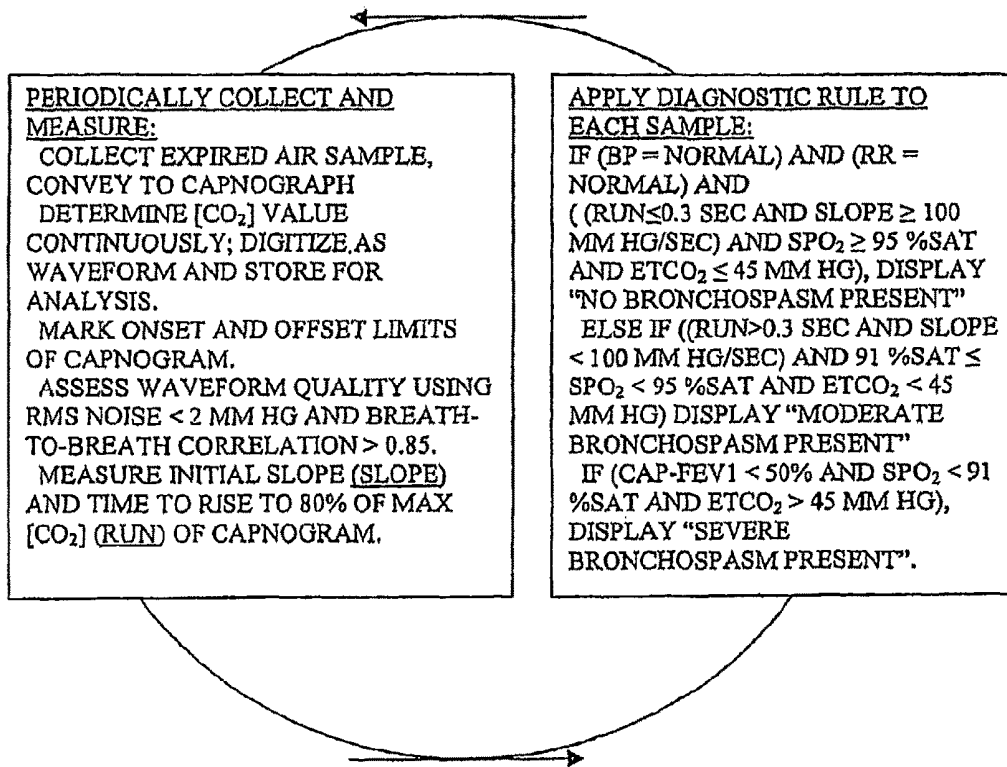 PERIODICALLY COLLECT AND
MEASURE:
COLLECT EXPIRED AIR SAMPLE,
CONVEY TO CAPNOGRAPH
DETERMINE [CO₂] VALUE
CONTINUOUSLY; DIGITIZE AS
WAVEFORM AND STORE FOR
ANALYSIS.
MARK ONSET AND OFFSET LIMITS
OF CAPNOGRAM.
ASSESS WAVEFORM QUALITY USING
RMS NOISE < 2 MM HG AND BREATH-
TO-BREATH CORRELATION > 0.85.
MEASURE INITIAL SLOPE (SLOPE)
AND TIME TO RISE TO 80% OF MAX
[CO₂] (RUN) OF CAPNOGRAM.
APPLY DIAGNOSTIC RULE TO
EACH SAMPLE:
IF (BP = NORMAL) AND (RR =
NORMAL) AND
( (RUN≤0.3 SEC AND SLOPE ≥ 100
MM HG/SEC) AND SPO₂ ≥ 95 %SAT
AND ETCO₂ ≤ 45 MM HG), DISPLAY
“NO BRONCHOSPASM PRESENT”
ELSE IF ((RUN>0.3 SEC AND SLOPE
< 100 MM HG/SEC) AND 91 %SAT ≤
SPO₂ < 95 %SAT AND ETCO₂ < 45
MM HG) DISPLAY “MODERATE
BRONCHOSPASM PRESENT”
IF (CAP-FEV1 < 50% AND SPO₂ < 91
%SAT AND ETCO₂ > 45 MM HG),
DISPLAY “SEVERE
BRONCHOSPASM PRESENT”.